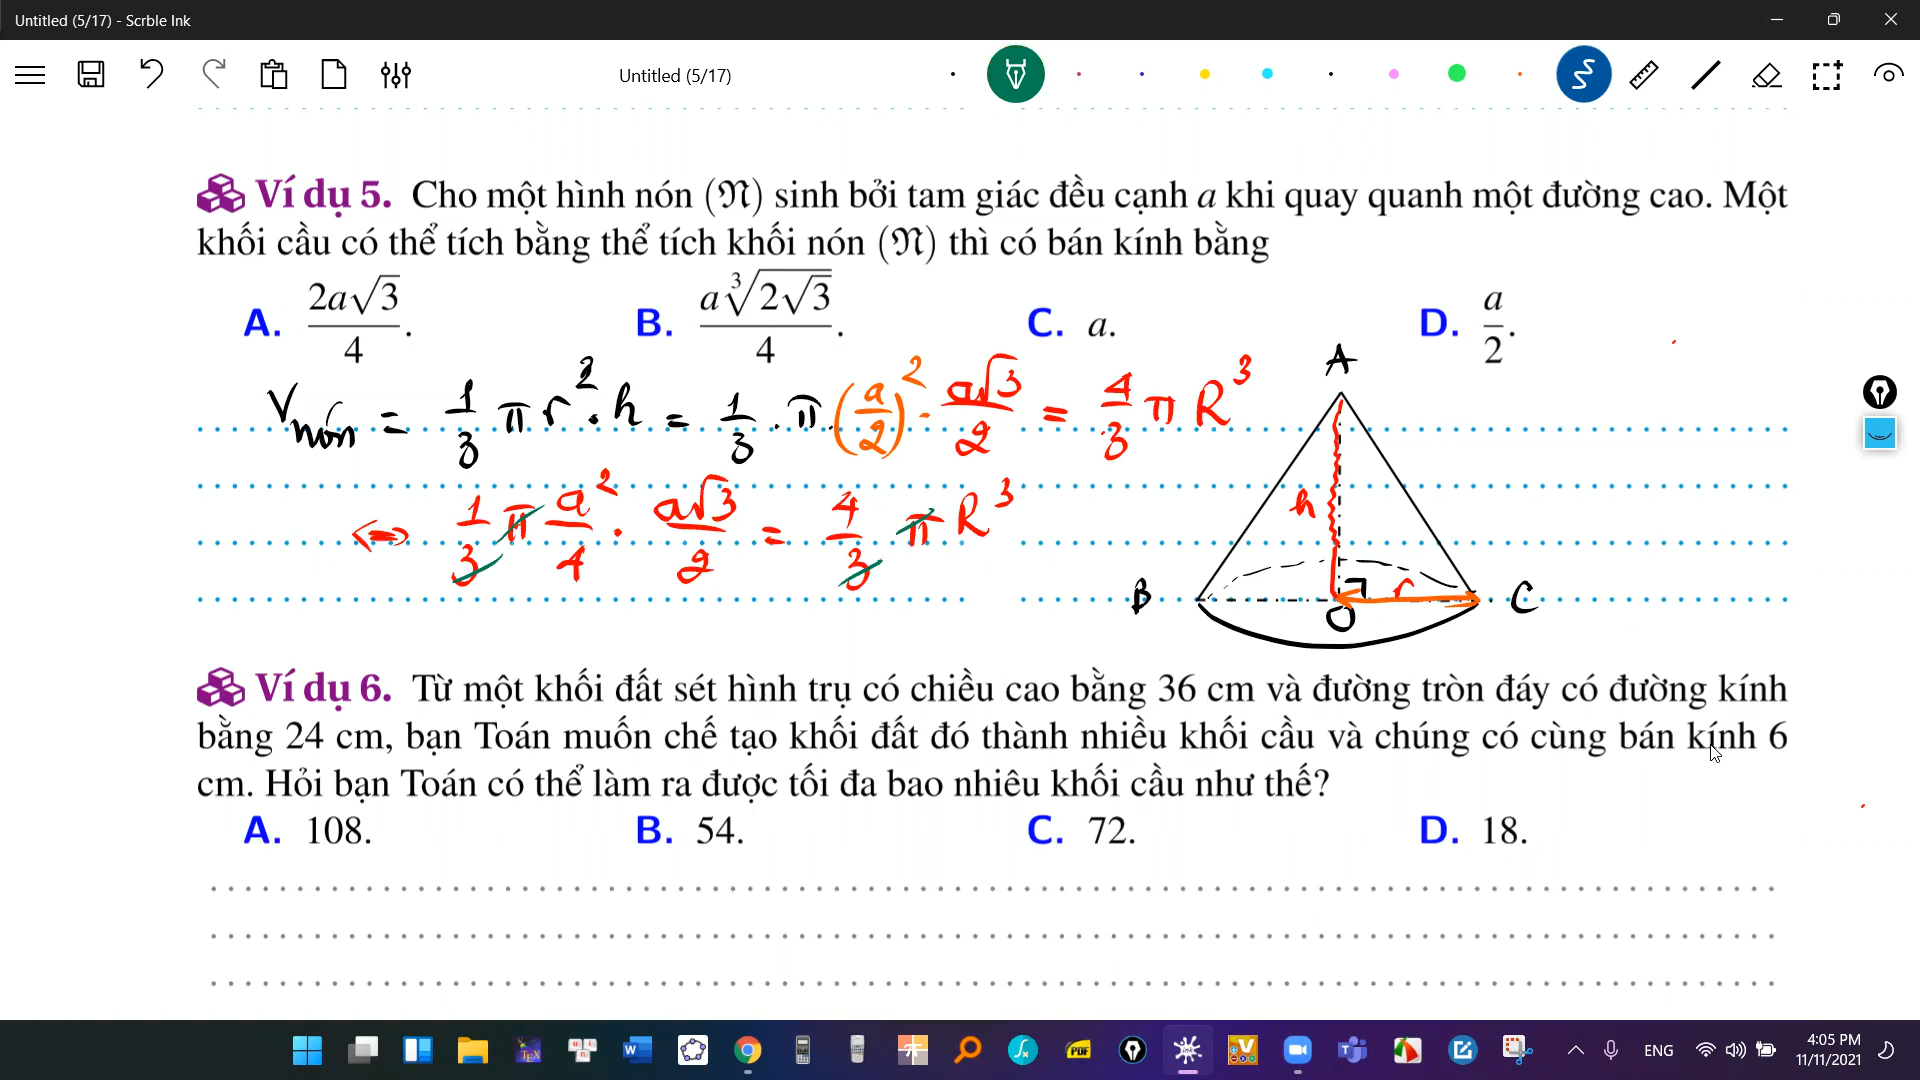 Untitled (5/17) - Scrble Ink
Untitled (5/17)
Ví dụ 5. Cho một hình nón (𝔑) sinh bởi tam giác đều cạnh a khi quay quanh một đường cao. Một
khối cầu có thể tích bằng thể tích khối nón (𝔑) thì có bán kính bằng
A. 2a√3/4. B. a∛(2√3)/4. C. a. D. a/2.
V nón = 1/3 π r² . h = 1/3 . π . (a/2)² . a√3/2 = 4/3 π R³
⇔ 1/3 π a²/4 . a√3/2 = 4/3 π R³
A
h
r
B O C
Ví dụ 6. Từ một khối đất sét hình trụ có chiều cao bằng 36 cm và đường tròn đáy có đường kính
bằng 24 cm, bạn Toán muốn chế tạo khối đất đó thành nhiều khối cầu và chúng có cùng bán kính 6
cm. Hỏi bạn Toán có thể làm ra được tối đa bao nhiêu khối cầu như thế?
A. 108. B. 54. C. 72. D. 18.
ENG
4:05 PM
11/11/2021